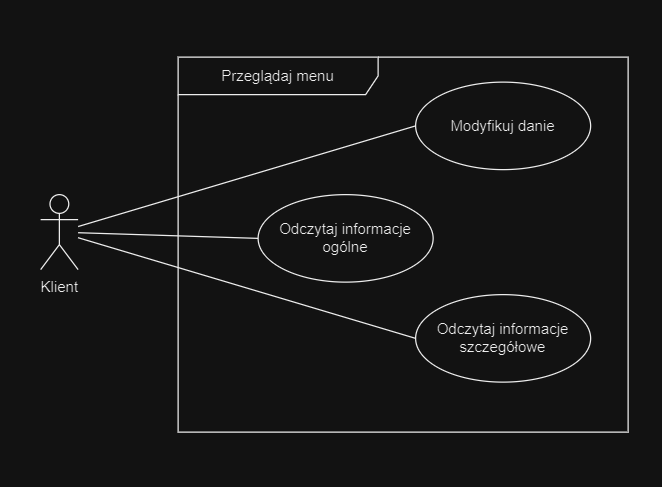 Przeglądaj menu
Modyfikuj danie
Odczytaj informacje
ogólne
Klient
Odczytaj informacje
szczegółowe